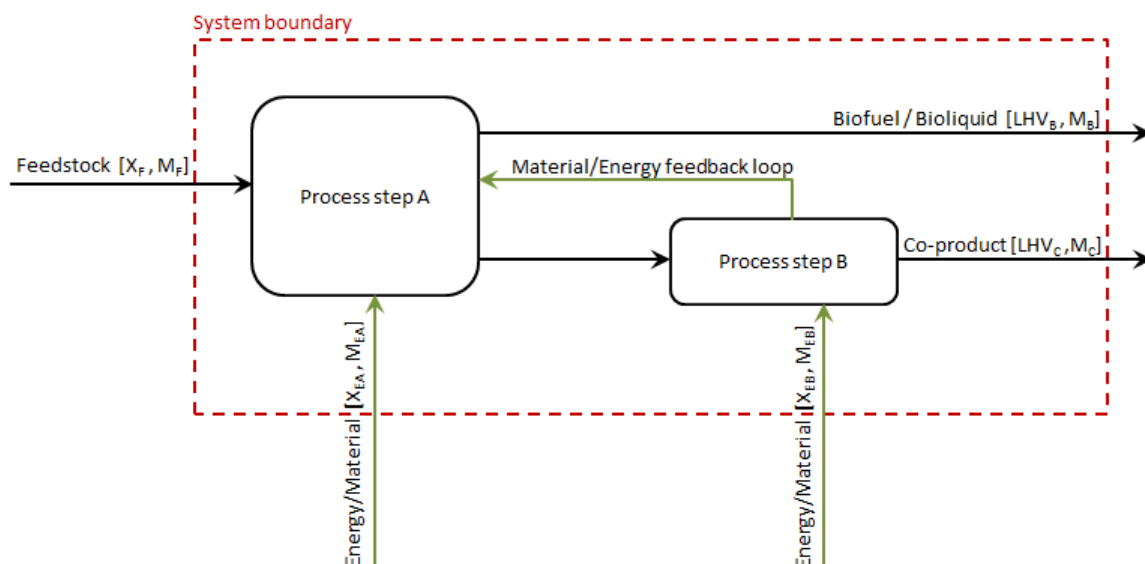 System boundary
Biofuel / Bioliquid [LHV_B, M_B]
Feedstock [X_F, M_F]
Material/Energy feedback loop
Process step A
Co-product [LHV_C, M_C]
Process step B
Energy/Material [X_EA, M_EA]
Energy/Material [X_EB, M_EB]